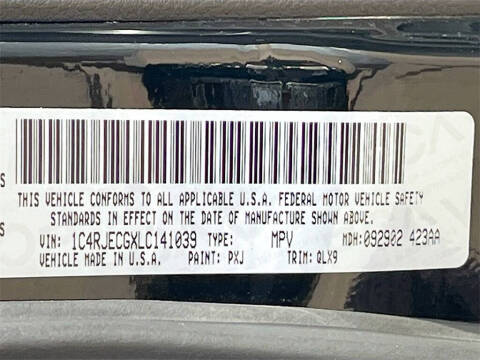 S
THIS VEHICLE CONFORMS TO ALL APPLICABLE U.S.A. FEDERAL MOTOR VEHICLE SAFETY
STANDARDS IN EFFECT ON THE DATE OF MANUFACTURE SHOWN ABOVE.
S
VIN: 1C4RJECGXLC141039 TYPE: MPV MDH:092902 423AA
VEHICLE MADE IN U.S.A. PAINT: PXJ TRIM: QLX9